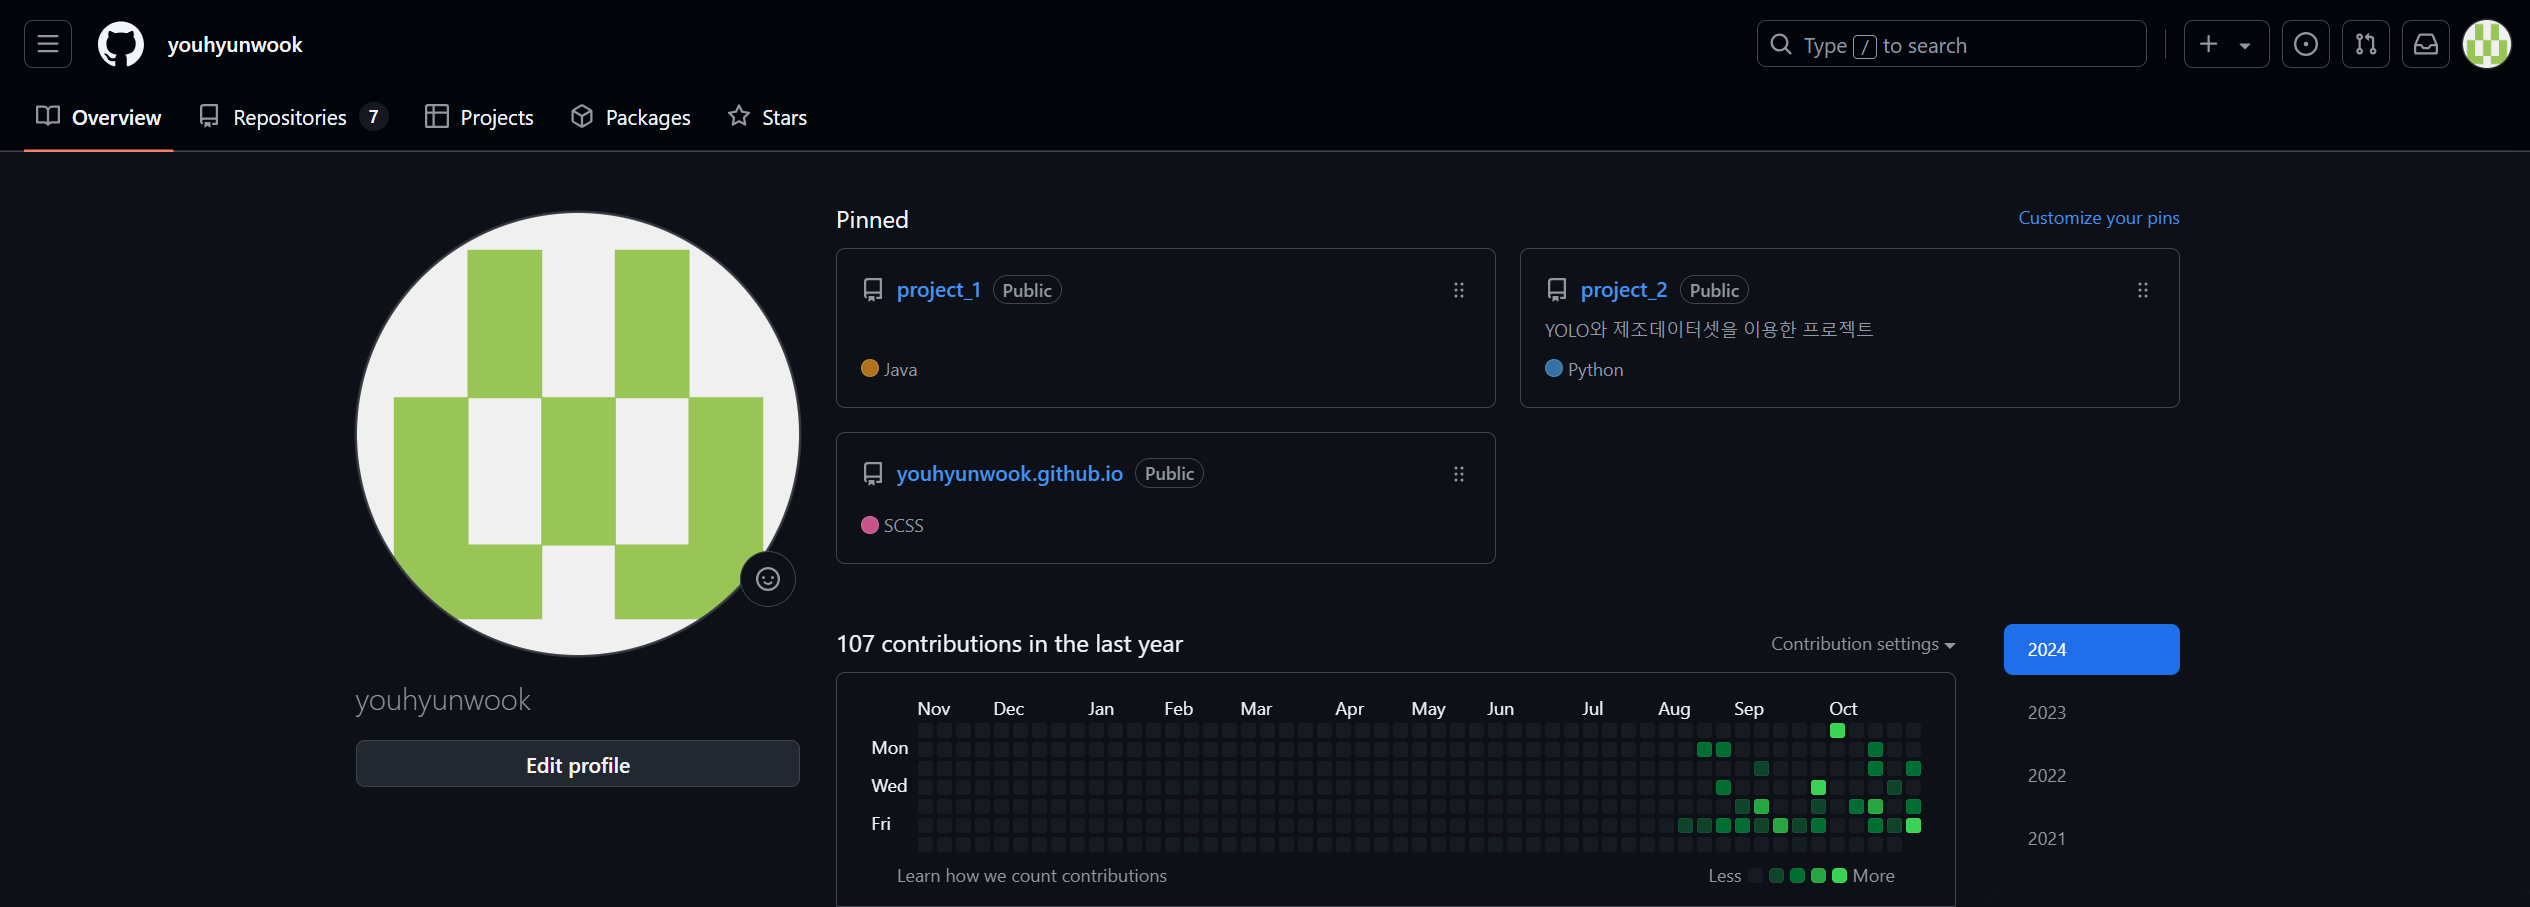 youhyunwook
Type / to search
Overview
Repositories 7
Projects
Packages
Stars
Pinned
Customize your pins
project_1 Public
Java
project_2 Public
YOLO와 제조데이터셋을 이용한 프로젝트
Python
youhyunwook.github.io Public
SCSS
youhyunwook
Edit profile
107 contributions in the last year
Contribution settings
2024
2023
2022
2021
Nov Dec Jan Feb Mar Apr May Jun Jul Aug Sep Oct
Mon
Wed
Fri
Learn how we count contributions
Less More